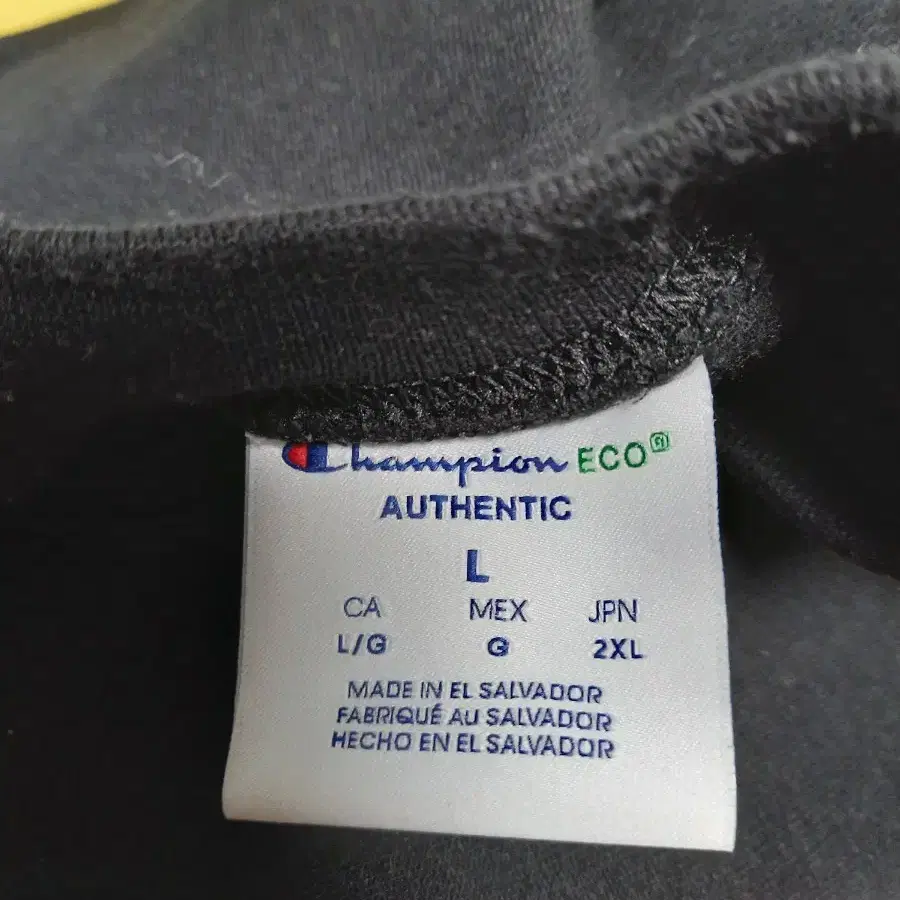 Champion ECO
AUTHENTIC
L
CA MEX JPN
L/G G 2XL
MADE IN EL SALVADOR
FABRIQUÉ AU SALVADOR
HECHO EN EL SALVADOR